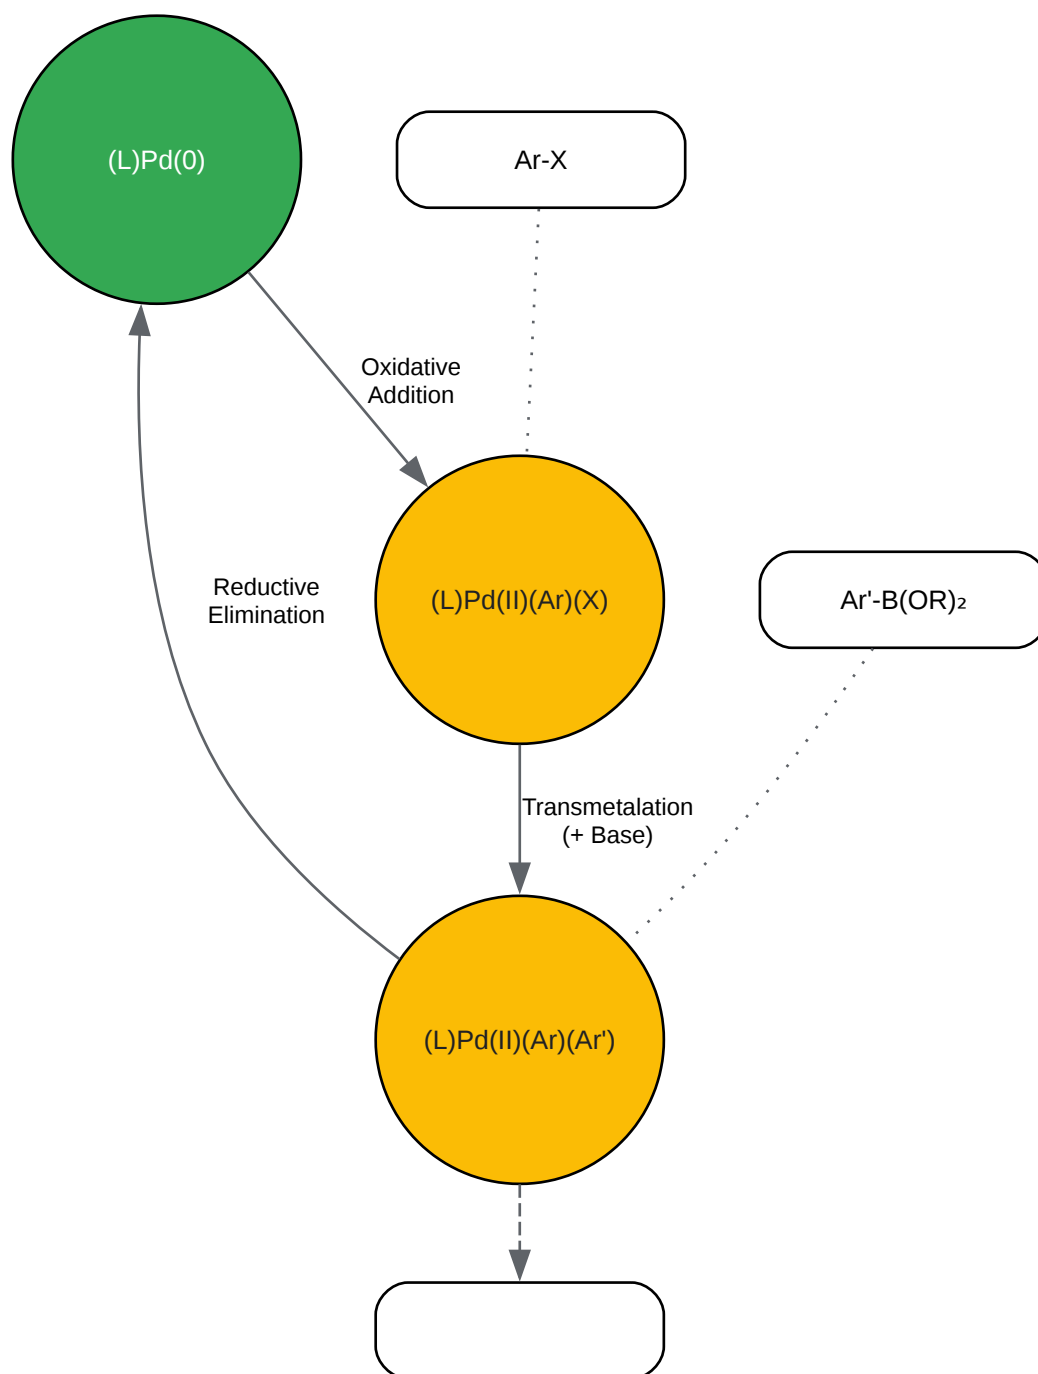 (L)Pd(0)
Ar-X
Oxidative
Addition
Reductive
Elimination
(L)Pd(II)(Ar)(X)
Ar'-B(OR)₂
Transmetalation
(+ Base)
(L)Pd(II)(Ar)(Ar')